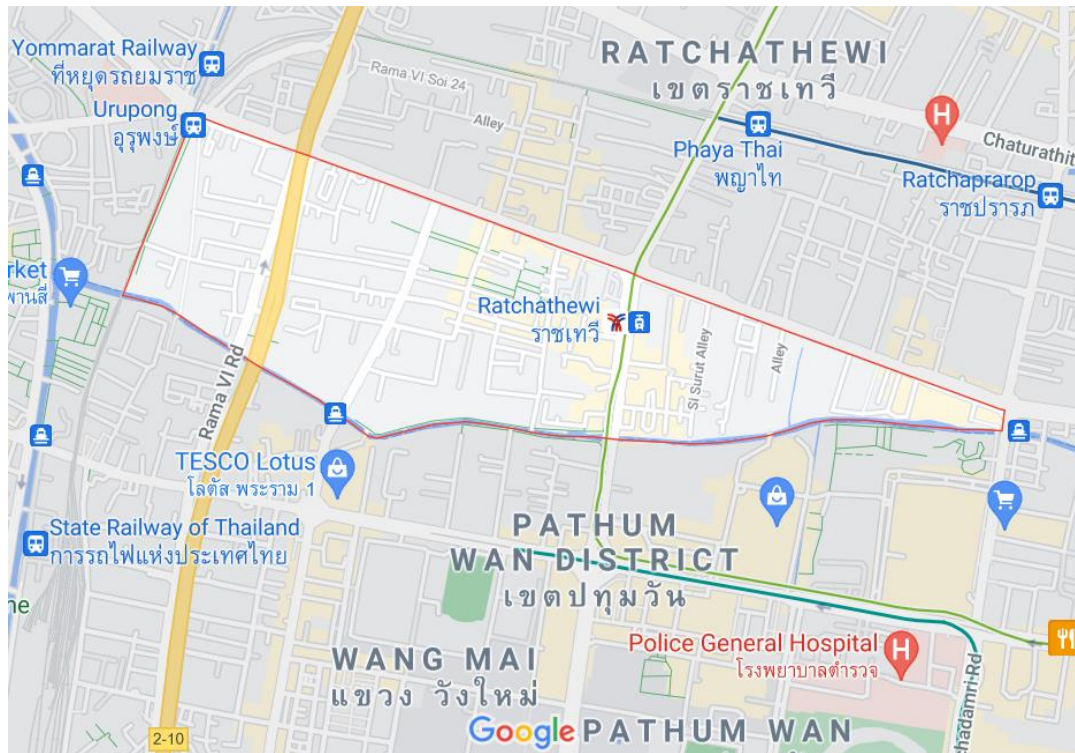 Yommarat Railway
ที่หยุดรถยมราช
Urupong
อุรุพงษ์
Rama VI Soi 24
Alley
RATCHATHEWI
เขตราชเทวี
Phaya Thai
พญาไท
Chaturathit
Ratchaprarop
ราชปรารภ
rket
พานสี่
Ratchathewi
ราชเทวี
Si Surut Alley
Alley
Rama VI Rd
TESCO Lotus
โลตัส พระราม 1
State Railway of Thailand
การรถไฟแห่งประเทศไทย
ne
PATHUM
WAN DISTRICT
เขตปทุมวัน
WANG MAI
แขวง วังใหม่
Police General Hospital
โรงพยาบาลตำรวจ
hadamri Rd
2-10
Google
PATHUM WAN